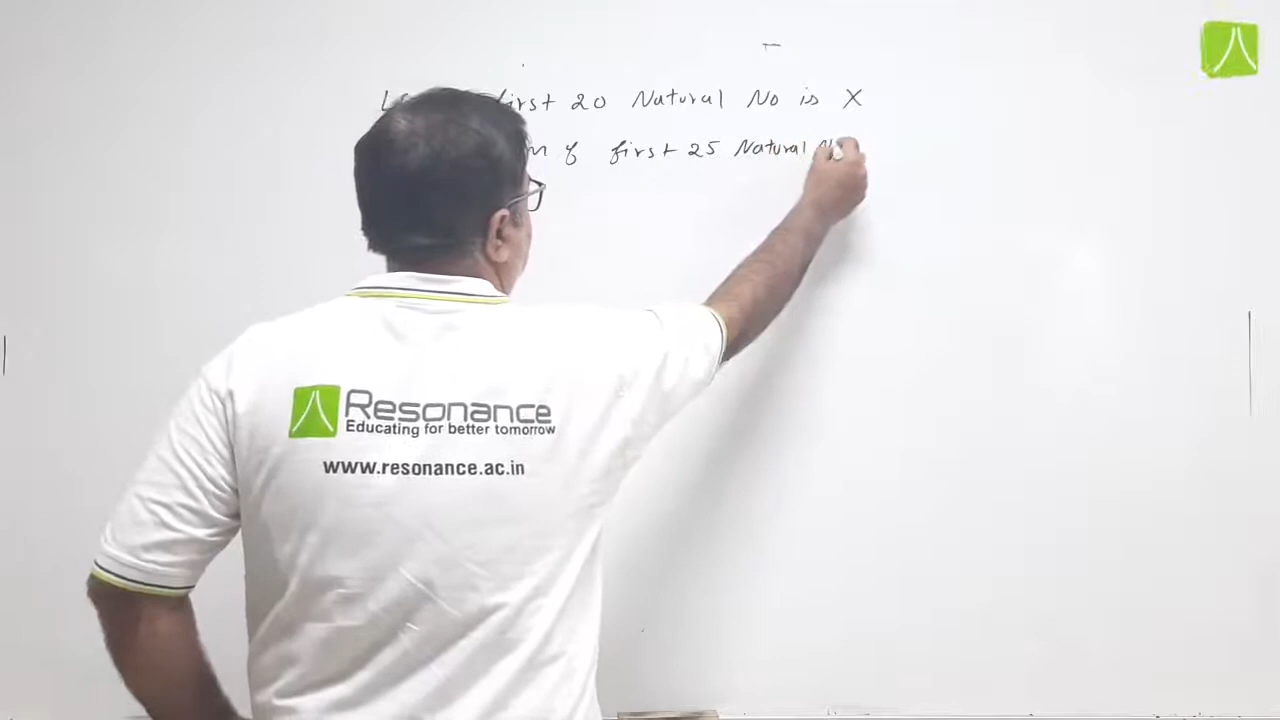 first 20 Natural No is X
first 25 Natural
Resonance
Educating for better tomorrow
www.resonance.ac.in